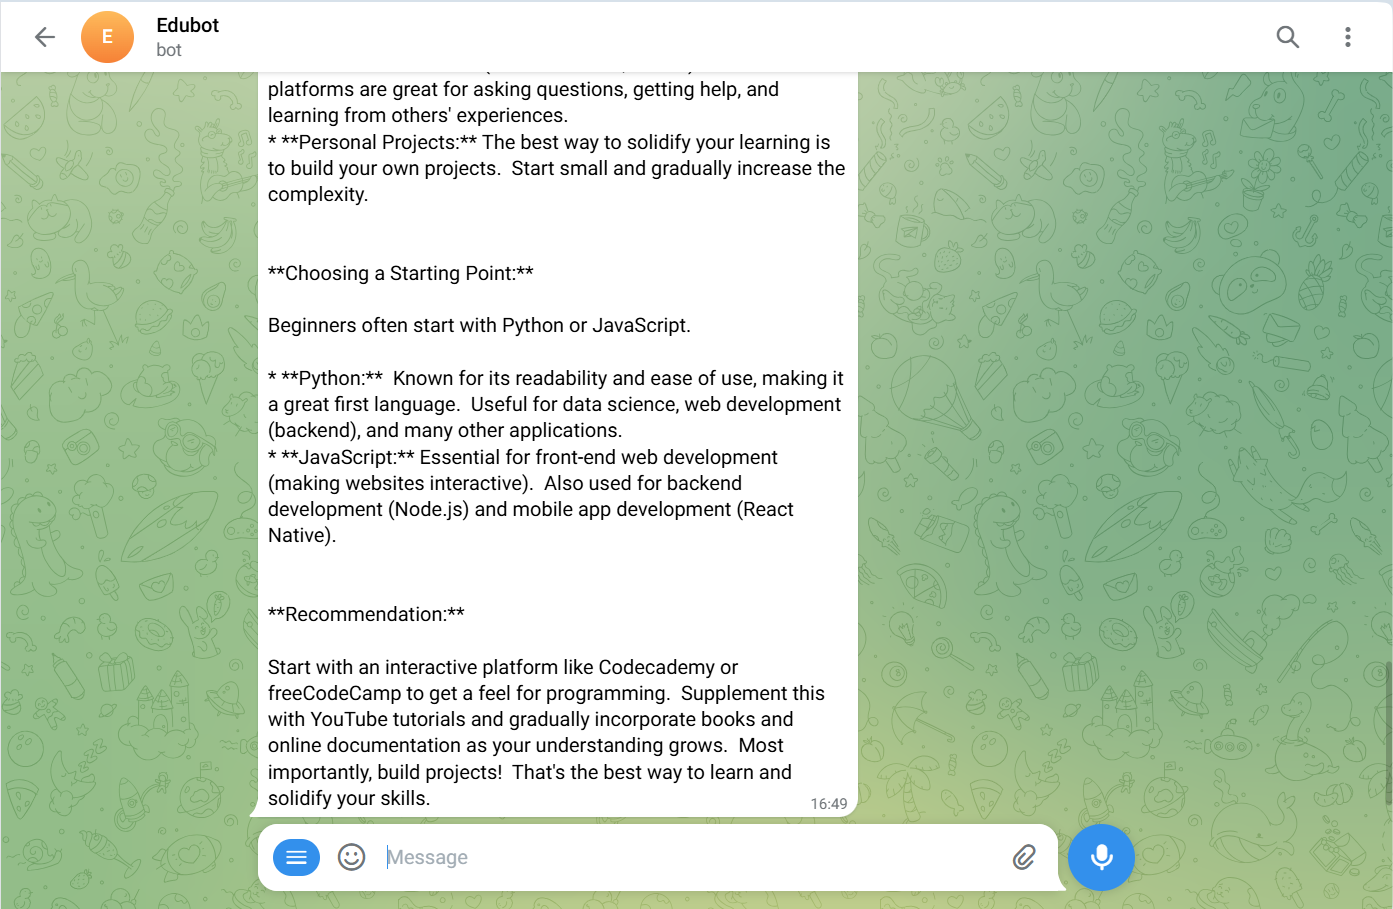 E
Edubot
bot
platforms are great for asking questions, getting help, and
learning from others' experiences.
* **Personal Projects:** The best way to solidify your learning is
to build your own projects.  Start small and gradually increase the
complexity.
**Choosing a Starting Point:**
Beginners often start with Python or JavaScript.
* **Python:**  Known for its readability and ease of use, making it
a great first language.  Useful for data science, web development
(backend), and many other applications.
* **JavaScript:** Essential for front-end web development
(making websites interactive).  Also used for backend
development (Node.js) and mobile app development (React
Native).
**Recommendation:**
Start with an interactive platform like Codecademy or
freeCodeCamp to get a feel for programming.  Supplement this
with YouTube tutorials and gradually incorporate books and
online documentation as your understanding grows.  Most
importantly, build projects!  That's the best way to learn and
solidify your skills.
16:49
Message